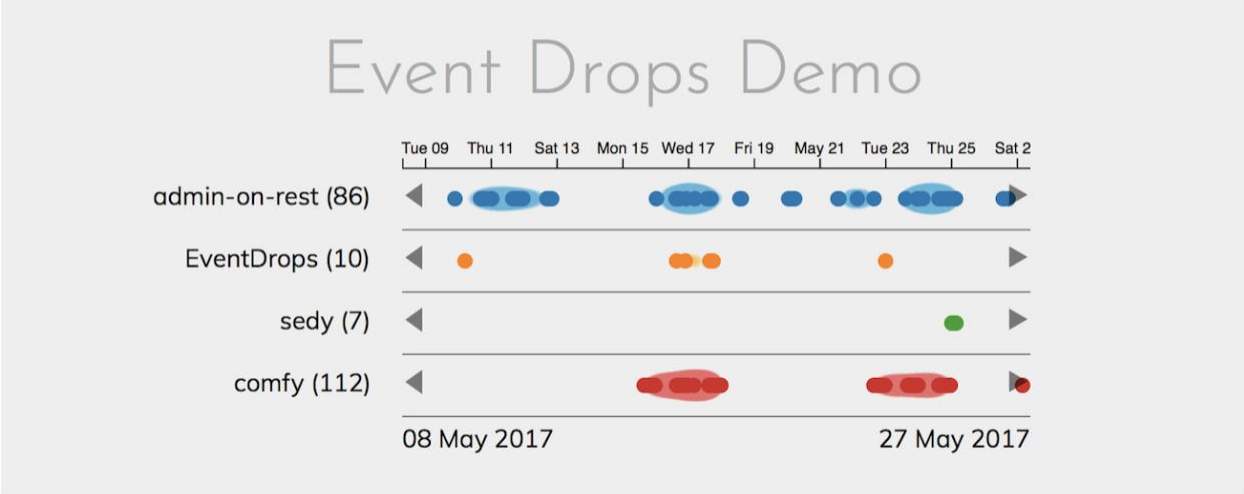 Event Drops Demo
Tue 09 Thu 11 Sat 13 Mon 15 Wed 17 Fri 19 May 21 Tue 23 Thu 25 Sat 2
admin-on-rest (86)
EventDrops (10)
sedy (7)
comfy (112)
08 May 2017 27 May 2017